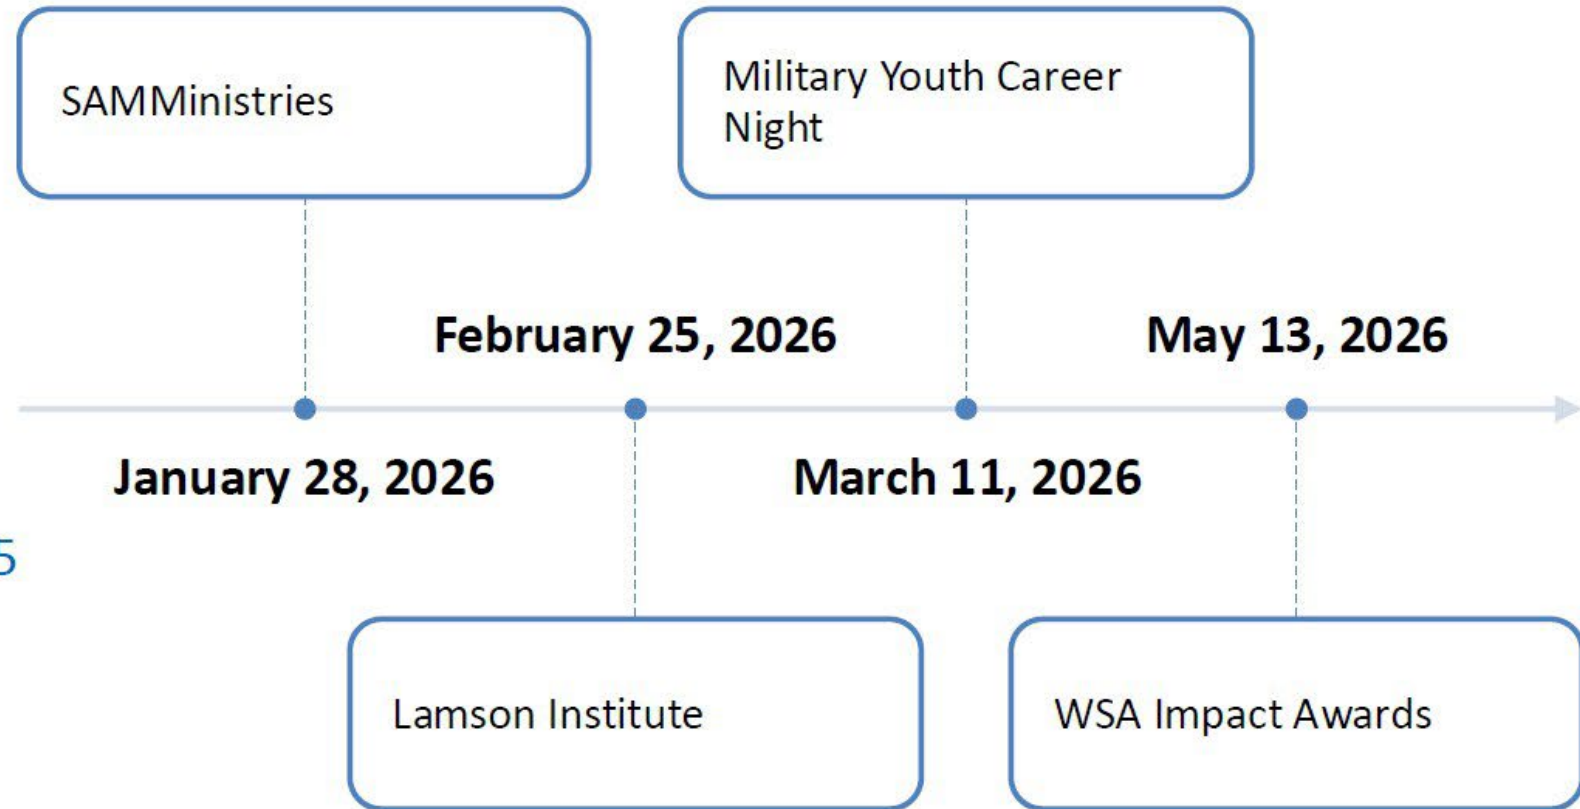 SAMMinistries
Military Youth Career
Night
February 25, 2026
May 13, 2026
January 28, 2026
March 11, 2026
5
Lamson Institute
WSA Impact Awards